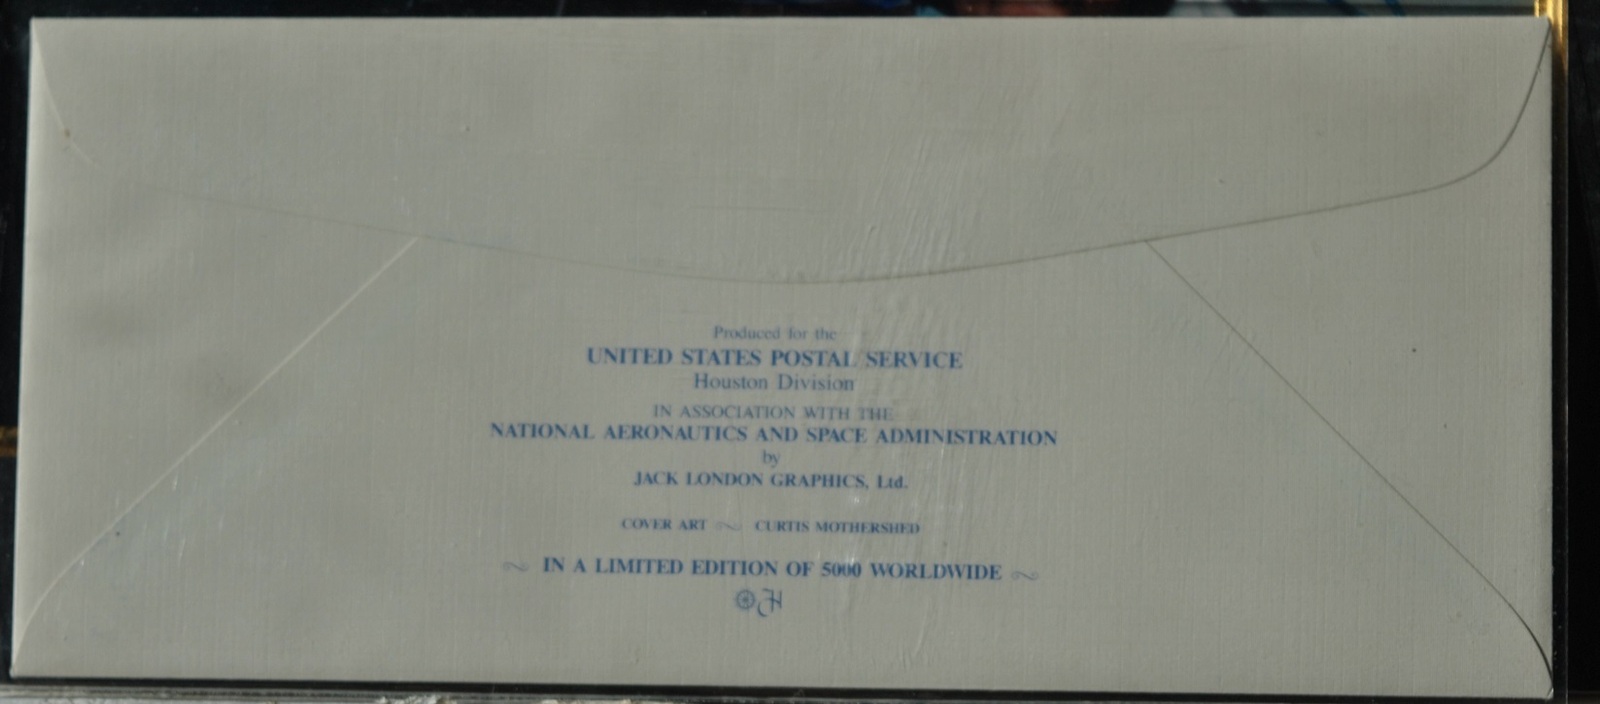 Produced for the
UNITED STATES POSTAL SERVICE
Houston Division
IN ASSOCIATION WITH THE
NATIONAL AERONAUTICS AND SPACE ADMINISTRATION
by
JACK LONDON GRAPHICS, Ltd.
COVER ART ~ CURTIS MOTHERSHED
~ IN A LIMITED EDITION OF 5000 WORLDWIDE ~